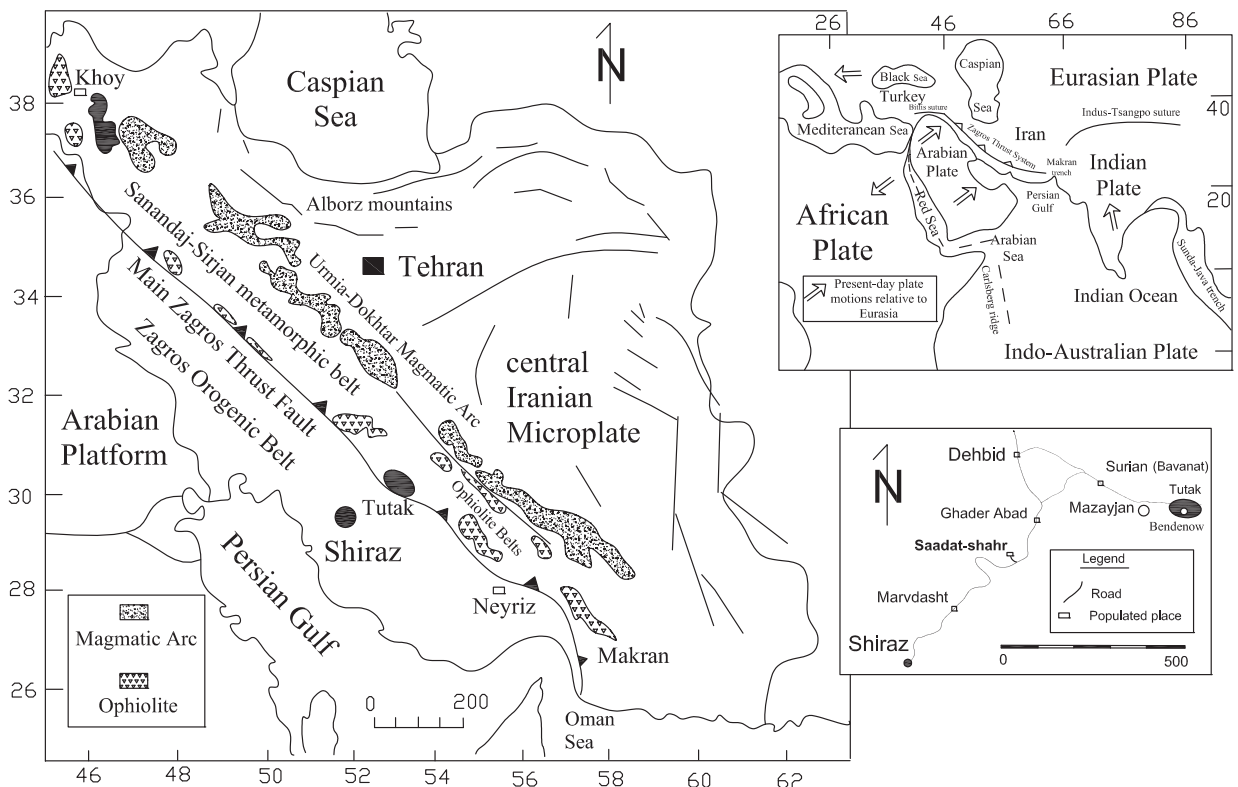 Khoy
Caspian
Sea
N
38
36
34
32
30
28
26
46
48
50
52
54
56
58
60
62
Alborz mountains
Tehran
Sanandaj-Sirjan metamorphic belt
Urmia-Dokhtar Magmatic Arc
Main Zagros Thrust Fault
Zagros Orogenic Belt
central
Iranian
Microplate
Arabian
Platform
Tutak
Shiraz
Ophiolite Belts
Neyriz
Makran
Persian Gulf
Oman
Sea
0 200
Magmatic Arc
Ophiolite
26 46 66 86
40
20
0
Black Sea
Caspian
Sea
Eurasian Plate
Turkey
Bitlis suture
Mediteranean Sea
Zagros Thrust System
Iran
Indus-Tsangpo suture
Arabian
Plate
Makran
trench
Indian
Plate
Persian
Gulf
African
Plate
Red Sea
Arabian
Sea
Carlsberg ridge
Sunda-Java trench
Indian Ocean
Indo-Australian Plate
Present-day plate
motions relative to
Eurasia
N
Dehbid
Surian (Bavanat)
Tutak
Mazayjan
Bendenow
Ghader Abad
Saadat-shahr
Marvdasht
Shiraz
Legend
Road
Populated place
0 500